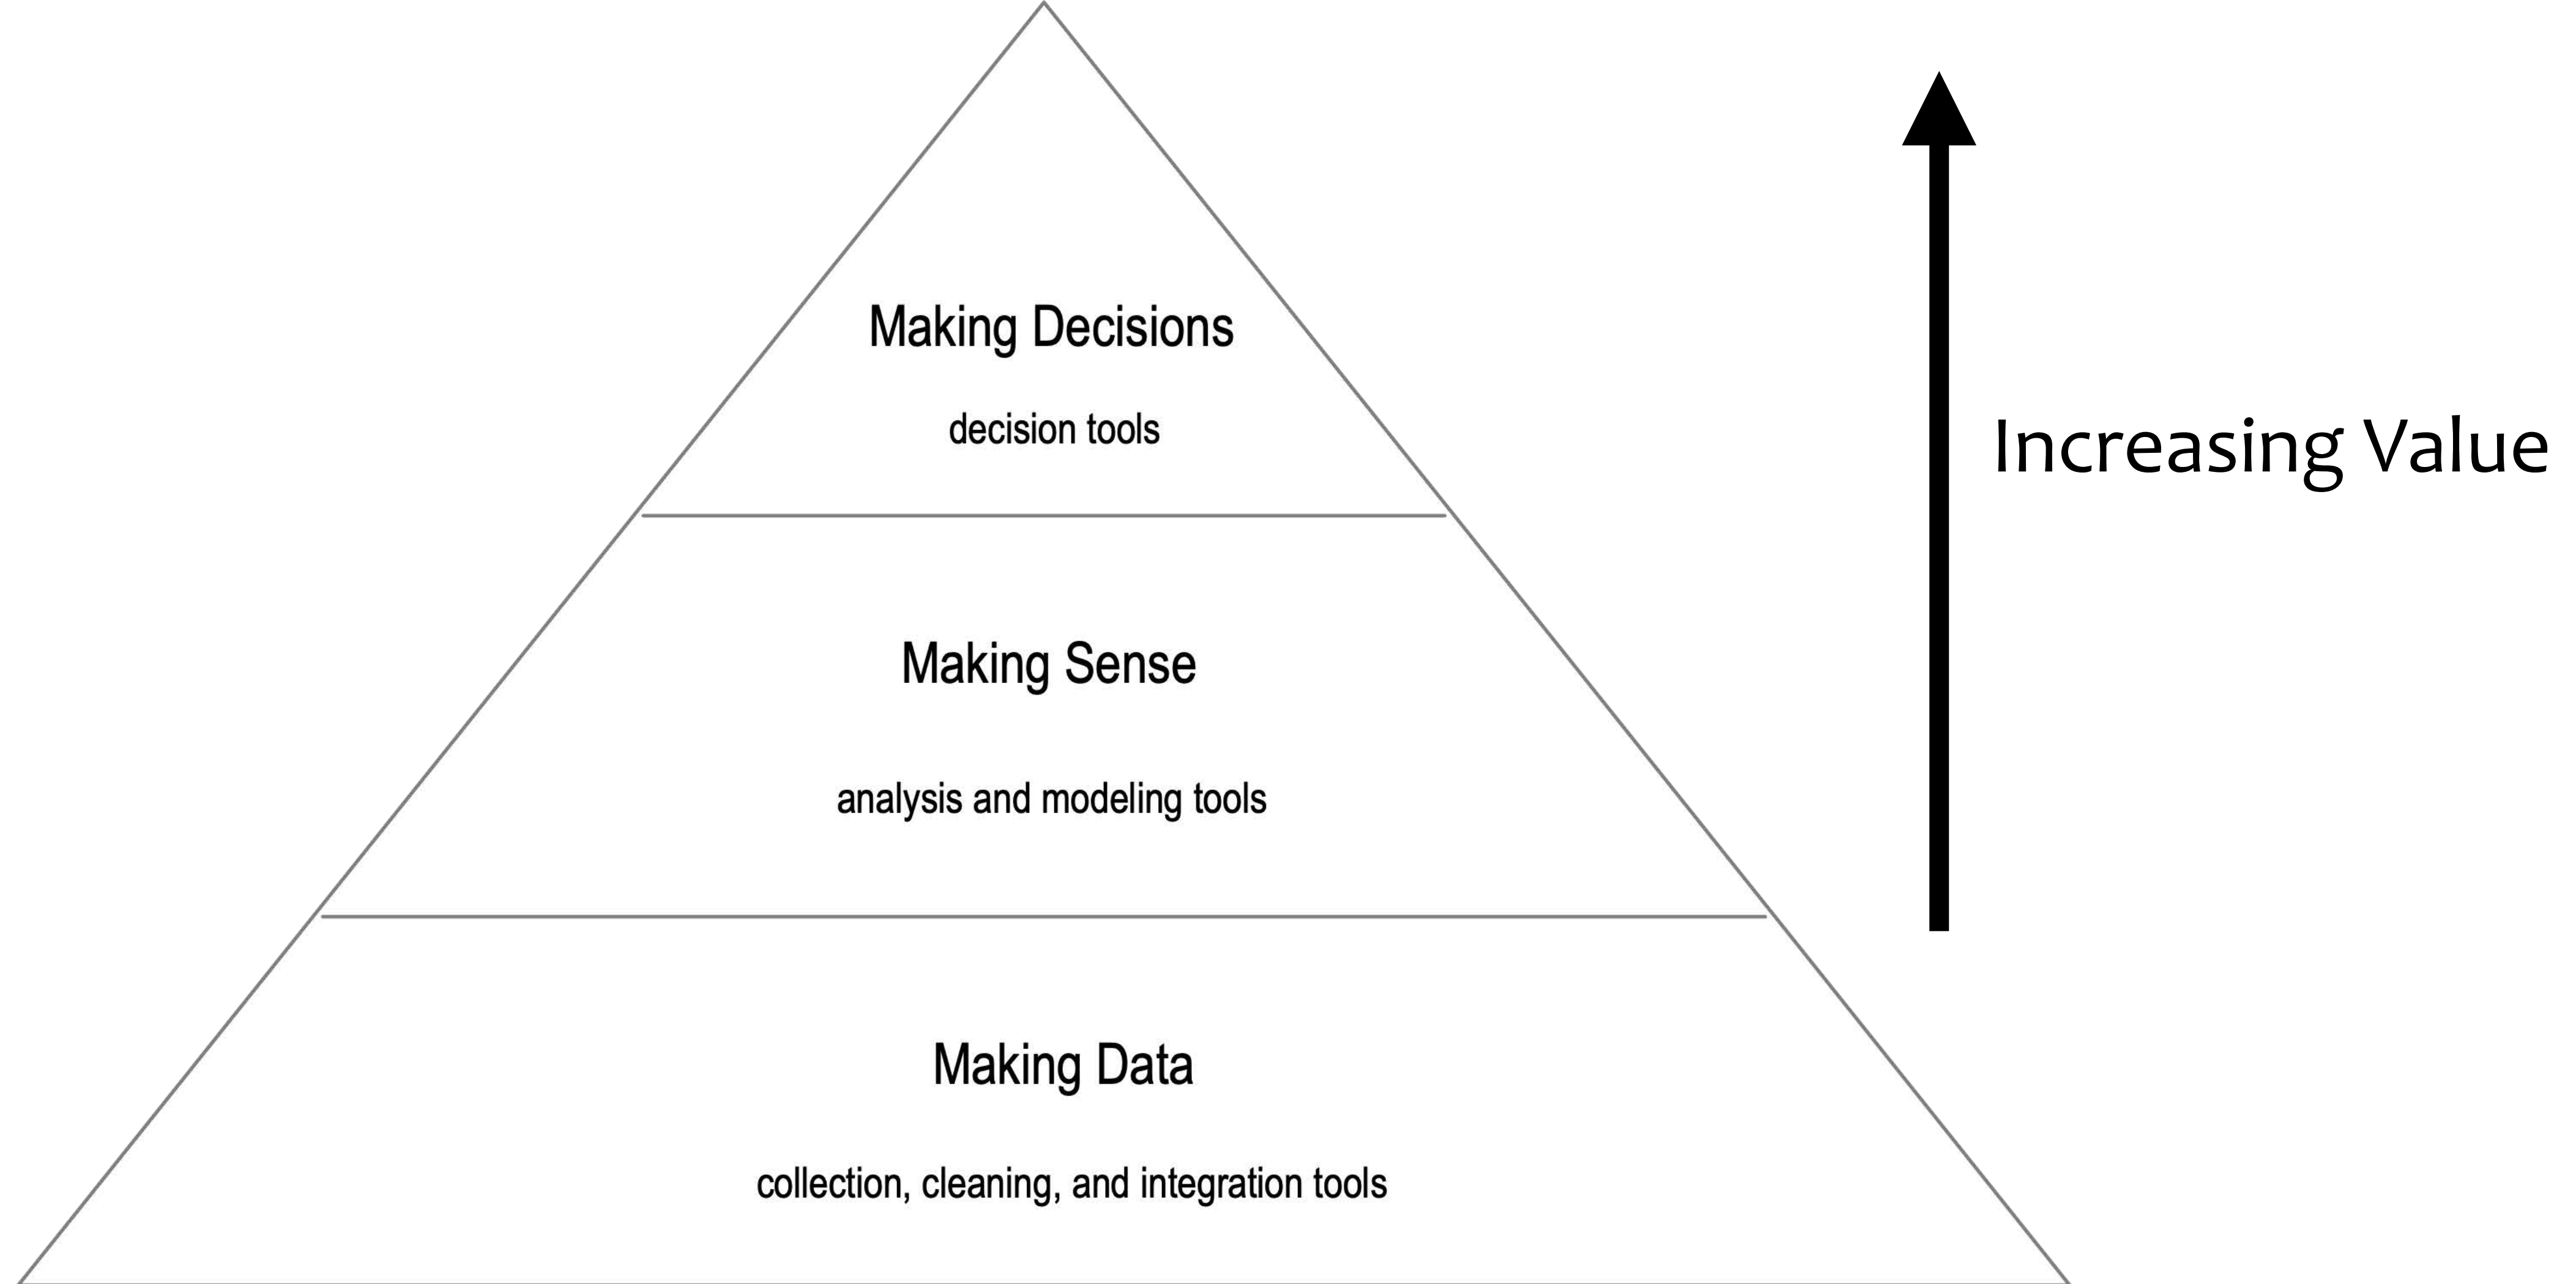 Making Decisions
decision tools
Increasing Value
Making Sense
analysis and modeling tools
Making Data
collection, cleaning, and integration tools